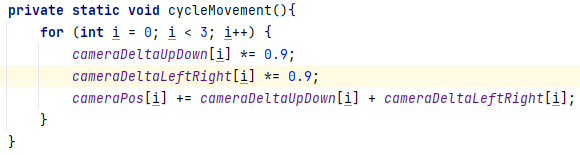 private static void cycleMovement(){
    for (int i = 0; i < 3; i++) {
        cameraDeltaUpDown[i] *= 0.9;
        cameraDeltaLeftRight[i] *= 0.9;
        cameraPos[i] += cameraDeltaUpDown[i] + cameraDeltaLeftRight[i];
    }
}